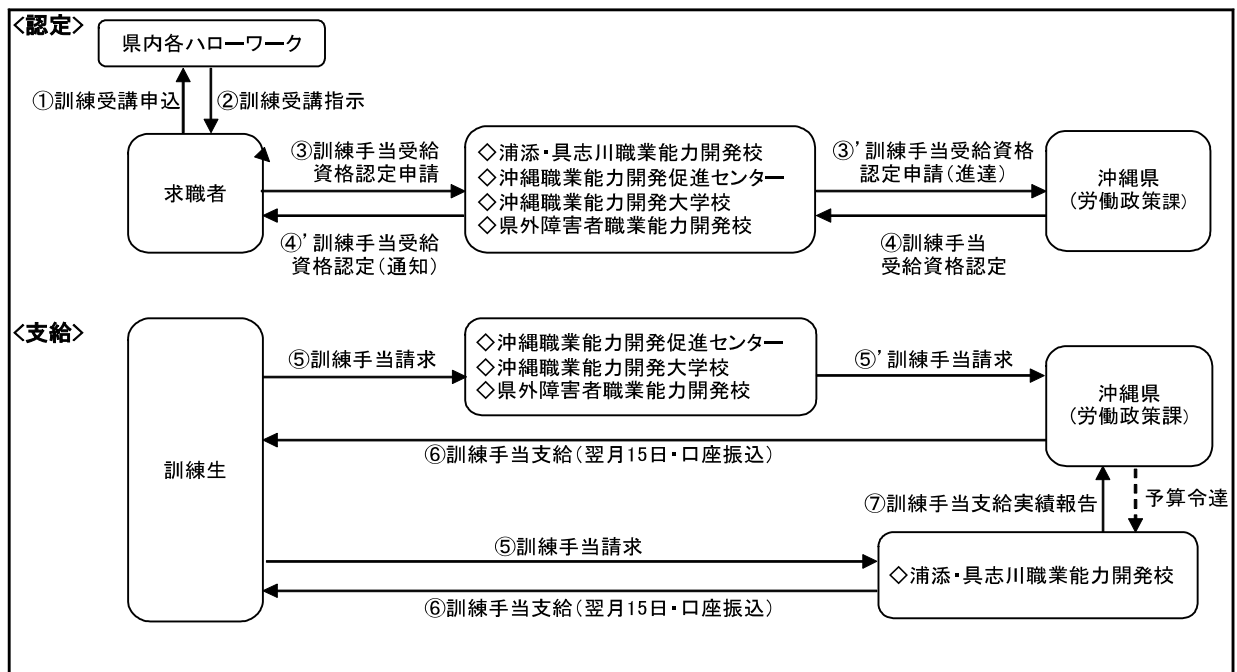 <認定>
県内各ハローワーク
①訓練受講申込
②訓練受講指示
求職者
③訓練手当受給
資格認定申請
④'訓練手当受給
資格認定(通知)
◇浦添・具志川職業能力開発校
◇沖縄職業能力開発促進センター
◇沖縄職業能力開発大学校
◇県外障害者職業能力開発校
③'訓練手当受給資格
認定申請(進達)
④訓練手当
受給資格認定
沖縄県
(労働政策課)
<支給>
訓練生
⑤訓練手当請求
◇沖縄職業能力開発促進センター
◇沖縄職業能力開発大学校
◇県外障害者職業能力開発校
⑤'訓練手当請求
沖縄県
(労働政策課)
⑥訓練手当支給(翌月15日・口座振込)
⑦訓練手当支給実績報告
予算令達
⑤訓練手当請求
◇浦添・具志川職業能力開発校
⑥訓練手当支給(翌月15日・口座振込)